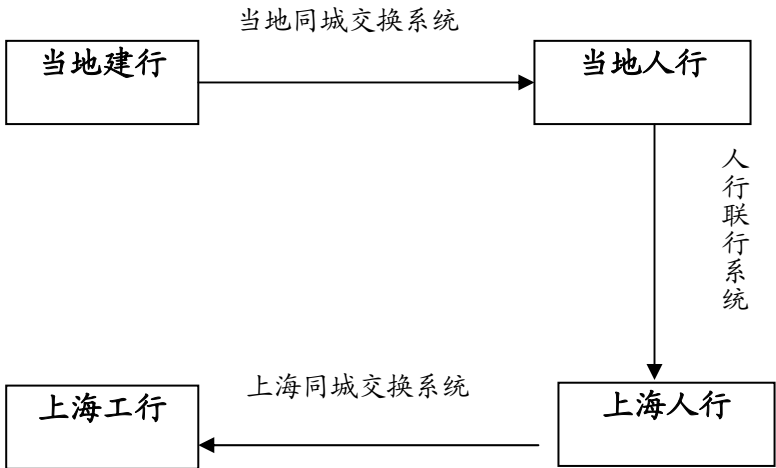 当地同城交换系统
当地建行
当地人行
人行联行系统
上海同城交换系统
上海工行
上海人行